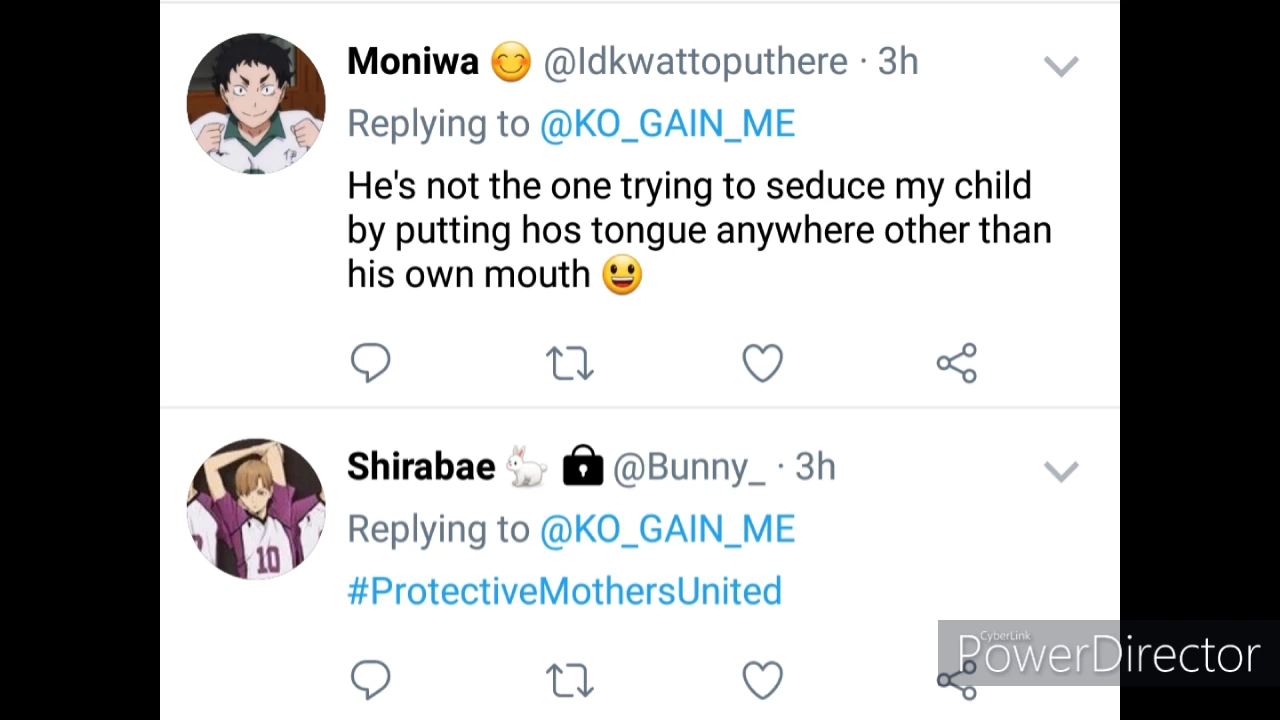 Moniwa 😊 @Idkwattoputhere · 3h
Replying to @KO_GAIN_ME
He's not the one trying to seduce my child
by putting hos tongue anywhere other than
his own mouth 😃
Shirabae 🐇 🔒 @Bunny_ · 3h
Replying to @KO_GAIN_ME
10
#ProtectiveMothersUnited
CyberLink
PowerDirector